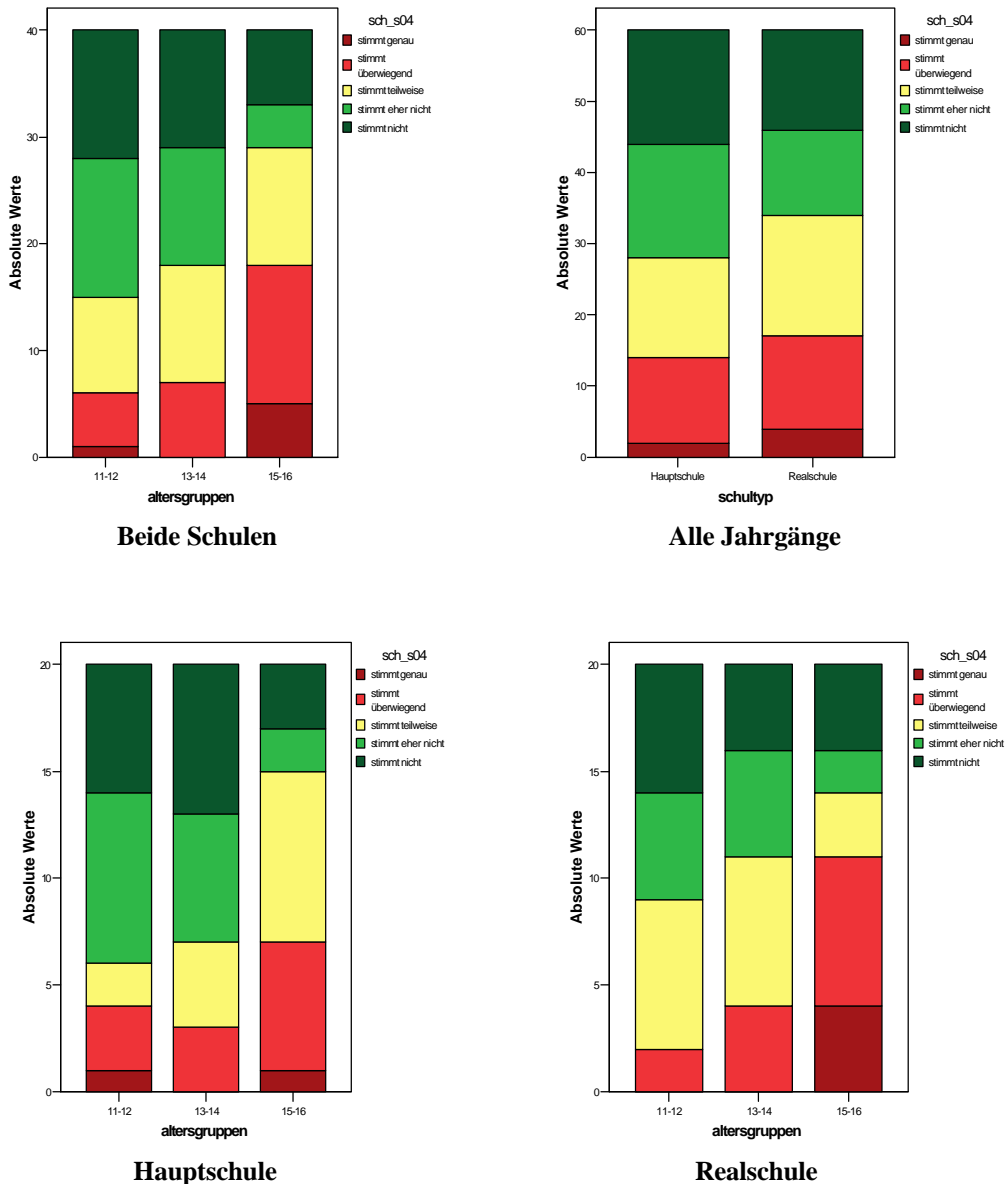 sch_s04
stimmt genau
stimmt
überwiegend
stimmt teilweise
stimmt eher nicht
stimmt nicht
40
30
20
10
0
Absolute Werte
11-12
13-14
15-16
altersgruppen
Beide Schulen
sch_s04
stimmt genau
stimmt
überwiegend
stimmt teilweise
stimmt eher nicht
stimmt nicht
60
50
40
30
20
10
0
Absolute Werte
Hauptschule
Realschule
schultyp
Alle Jahrgänge
sch_s04
stimmt genau
stimmt
überwiegend
stimmt teilweise
stimmt eher nicht
stimmt nicht
20
15
10
5
0
Absolute Werte
11-12
13-14
15-16
altersgruppen
Hauptschule
sch_s04
stimmt genau
stimmt
überwiegend
stimmt teilweise
stimmt eher nicht
stimmt nicht
20
15
10
5
0
Absolute Werte
11-12
13-14
15-16
altersgruppen
Realschule